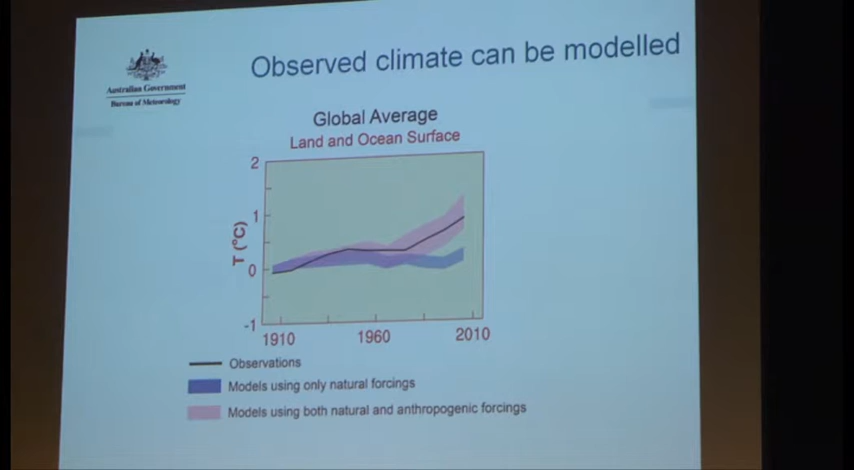 Australian Government
Bureau of Meteorology
Observed climate can be modelled
Global Average
Land and Ocean Surface
2
1
0
-1
T (°C)
1910
1960
2010
Observations
Models using only natural forcings
Models using both natural and anthropogenic forcings